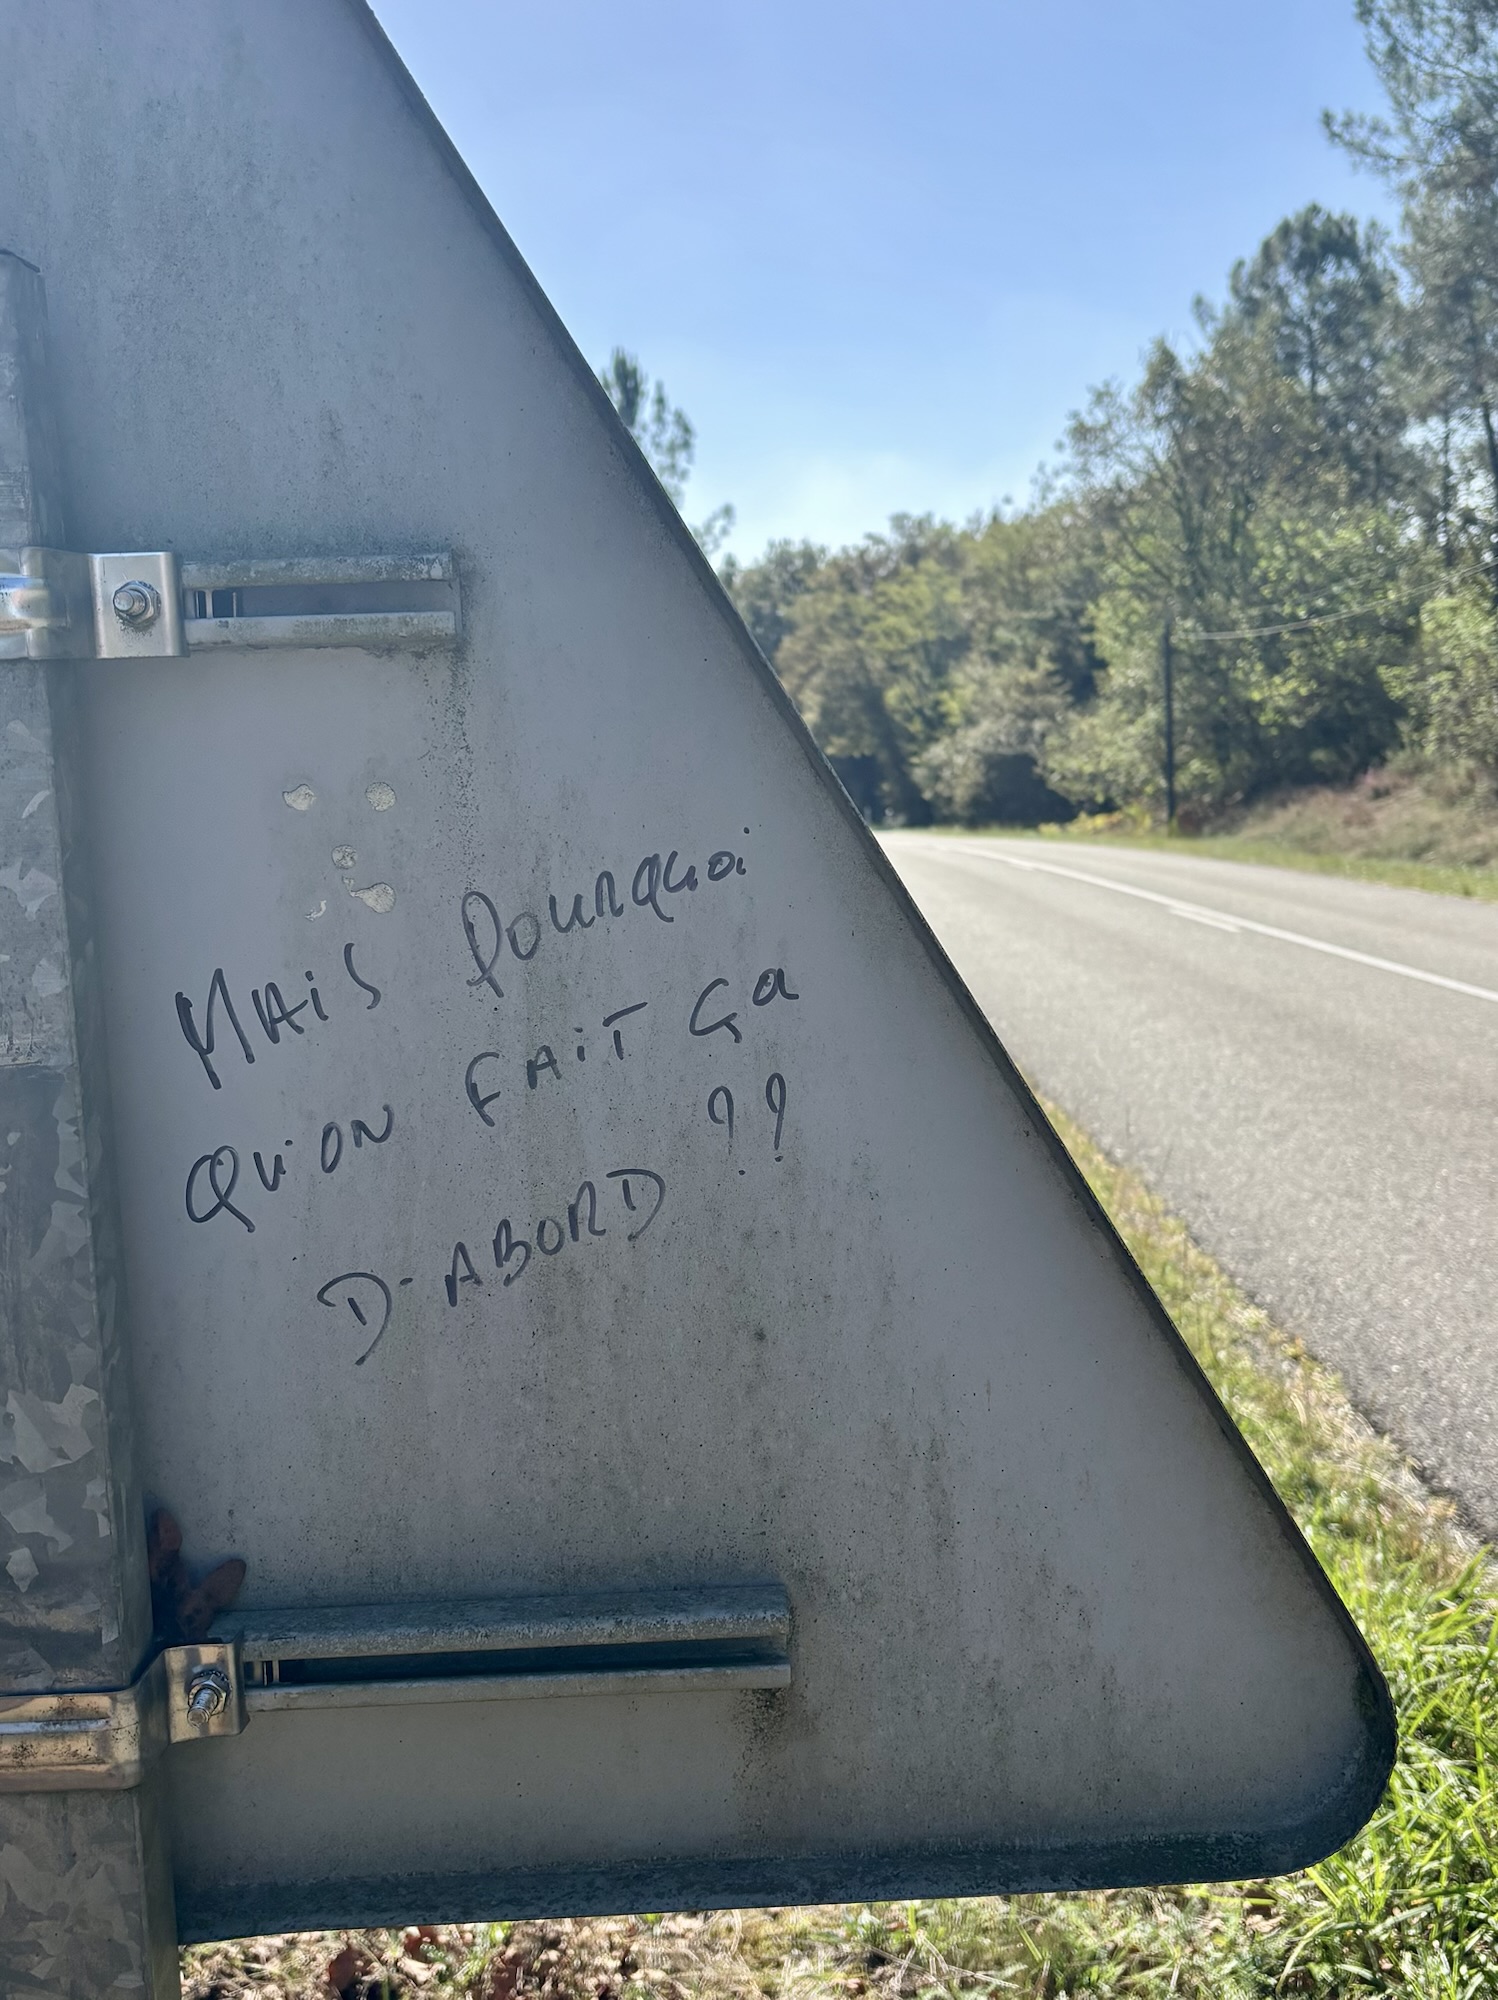 MAiS Pourquoi
Qu'on FAiT ça
D'ABORD ??